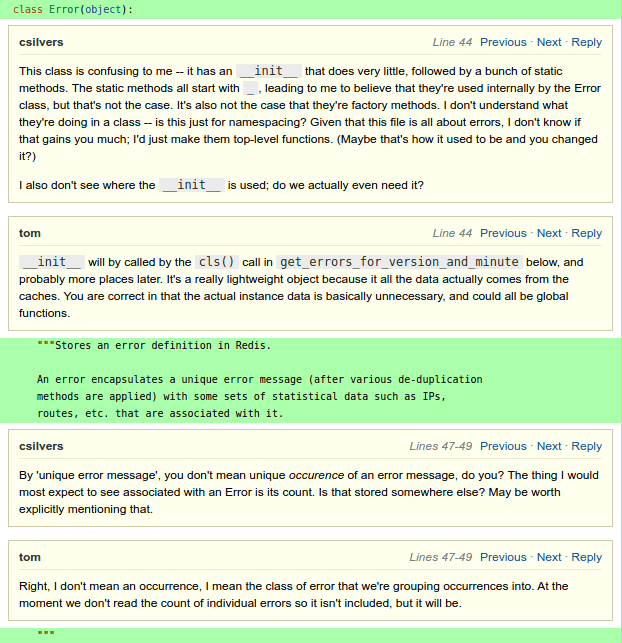 class Error(object):
csilvers Line 44 Previous · Next · Reply
This class is confusing to me -- it has an __init__ that does very little, followed by a bunch of static
methods. The static methods all start with _, leading to me to believe that they're used internally by the Error
class, but that's not the case. It's also not the case that they're factory methods. I don't understand what
they're doing in a class -- is this just for namespacing? Given that this file is all about errors, I don't know if
that gains you much; I'd just make them top-level functions. (Maybe that's how it used to be and you changed
it?)
I also don't see where the __init__ is used; do we actually even need it?
tom Line 44 Previous · Next · Reply
__init__ will by called by the cls() call in get_errors_for_version_and_minute below, and
probably more places later. It's a really lightweight object because it all the data actually comes from the
caches. You are correct in that the actual instance data is basically unnecessary, and could all be global
functions.
"""Stores an error definition in Redis.
An error encapsulates a unique error message (after various de-duplication
methods are applied) with some sets of statistical data such as IPs,
routes, etc. that are associated with it.
csilvers Lines 47-49 Previous · Next · Reply
By 'unique error message', you don't mean unique occurence of an error message, do you? The thing I would
most expect to see associated with an Error is its count. Is that stored somewhere else? May be worth
explicitly mentioning that.
tom Lines 47-49 Previous · Next · Reply
Right, I don't mean an occurrence, I mean the class of error that we're grouping occurrences into. At the
moment we don't read the count of individual errors so it isn't included, but it will be.
"""